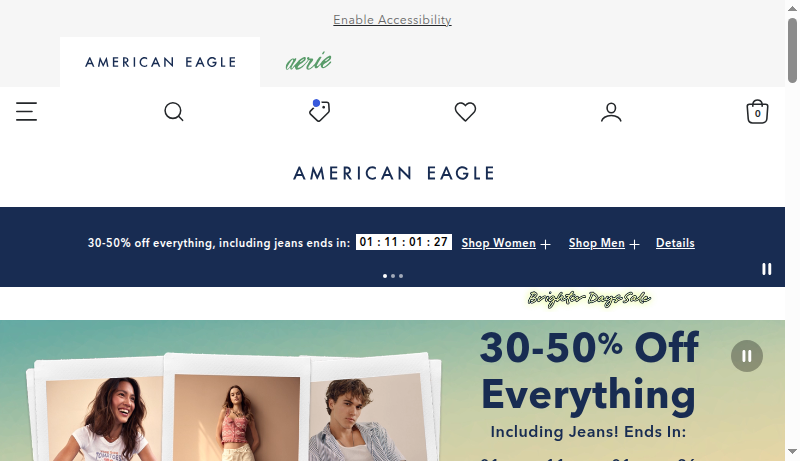 Enable Accessibility
AMERICAN EAGLE
aerie
0
AMERICAN EAGLE
30-50% off everything, including jeans ends in: 01 : 11 : 01 : 27 Shop Women + Shop Men + Details
Brighter Days Sale
30-50% Off
Everything
Including Jeans! Ends In: